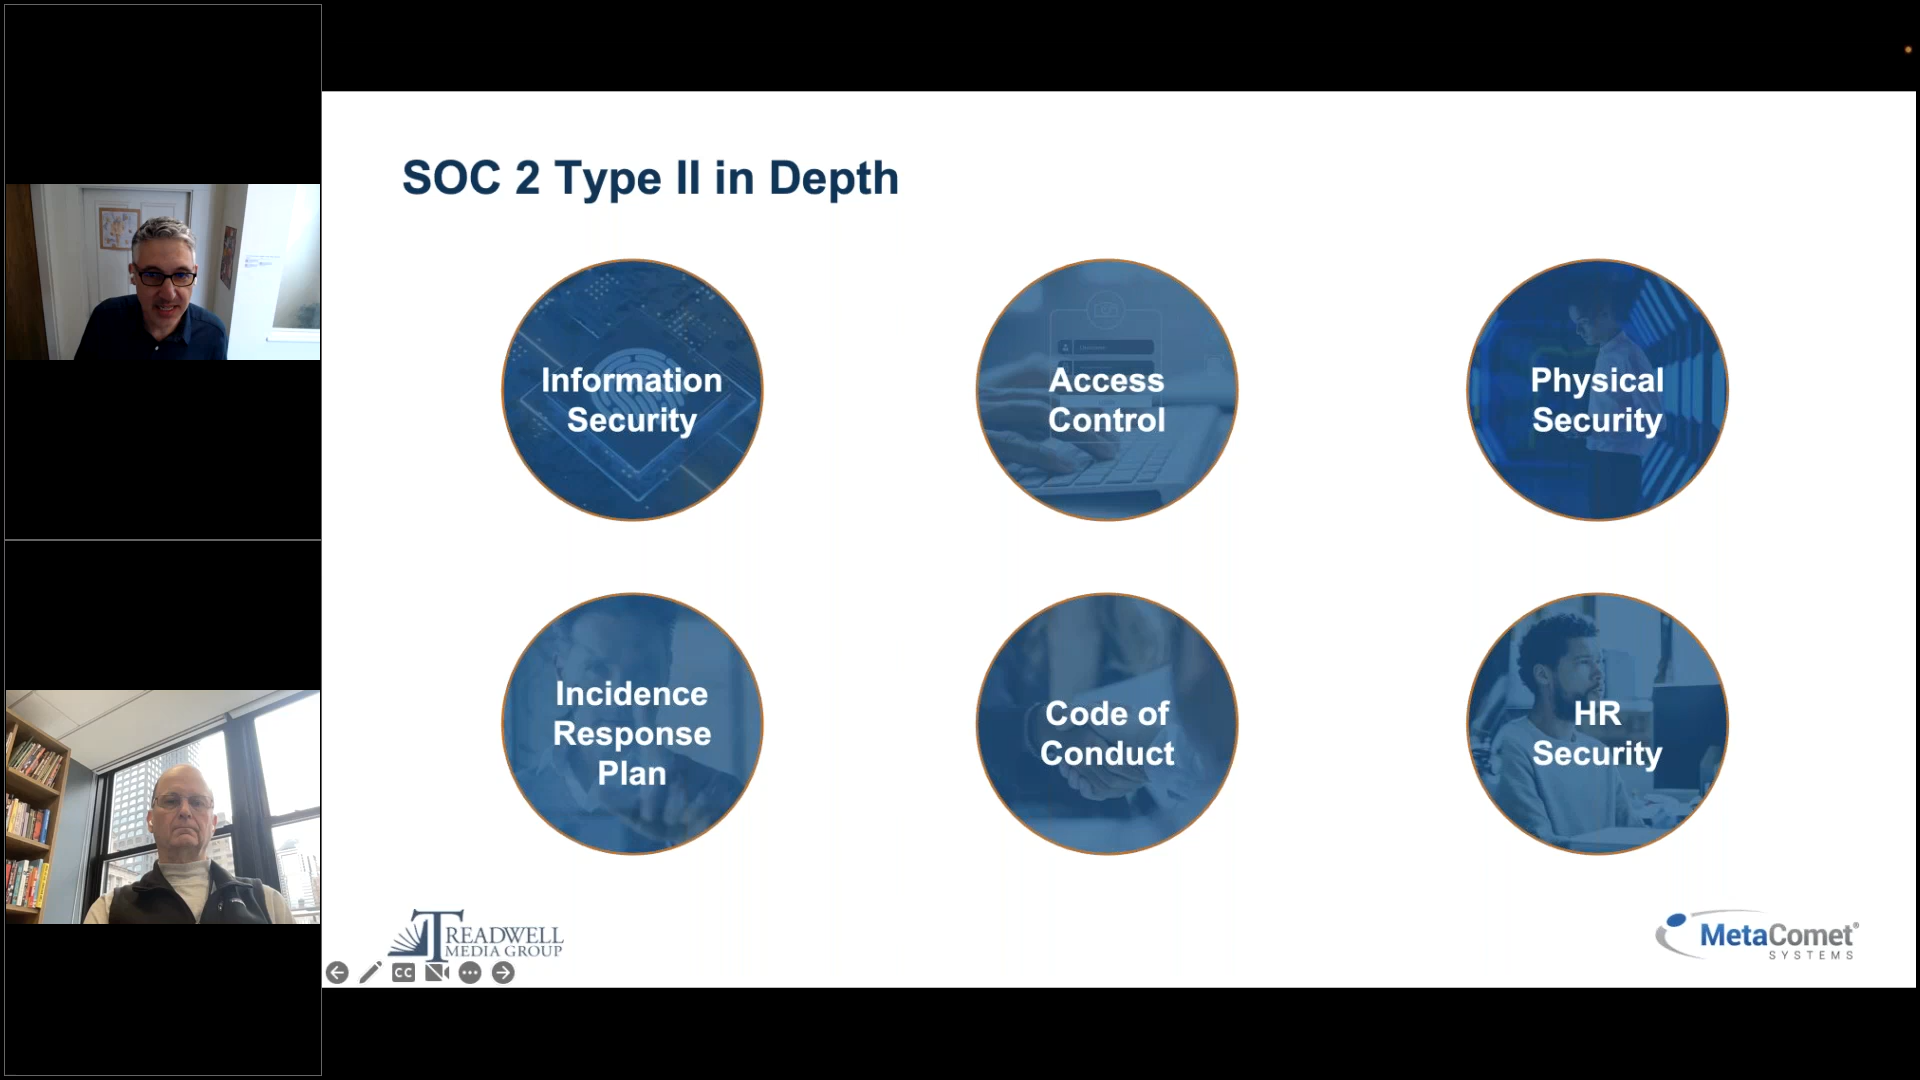 SOC 2 Type II in Depth
Information
Security
Access
Control
Physical
Security
Incidence
Response
Plan
Code of
Conduct
HR
Security
TREADWELL
MEDIA GROUP
CC
MetaComet®
SYSTEMS